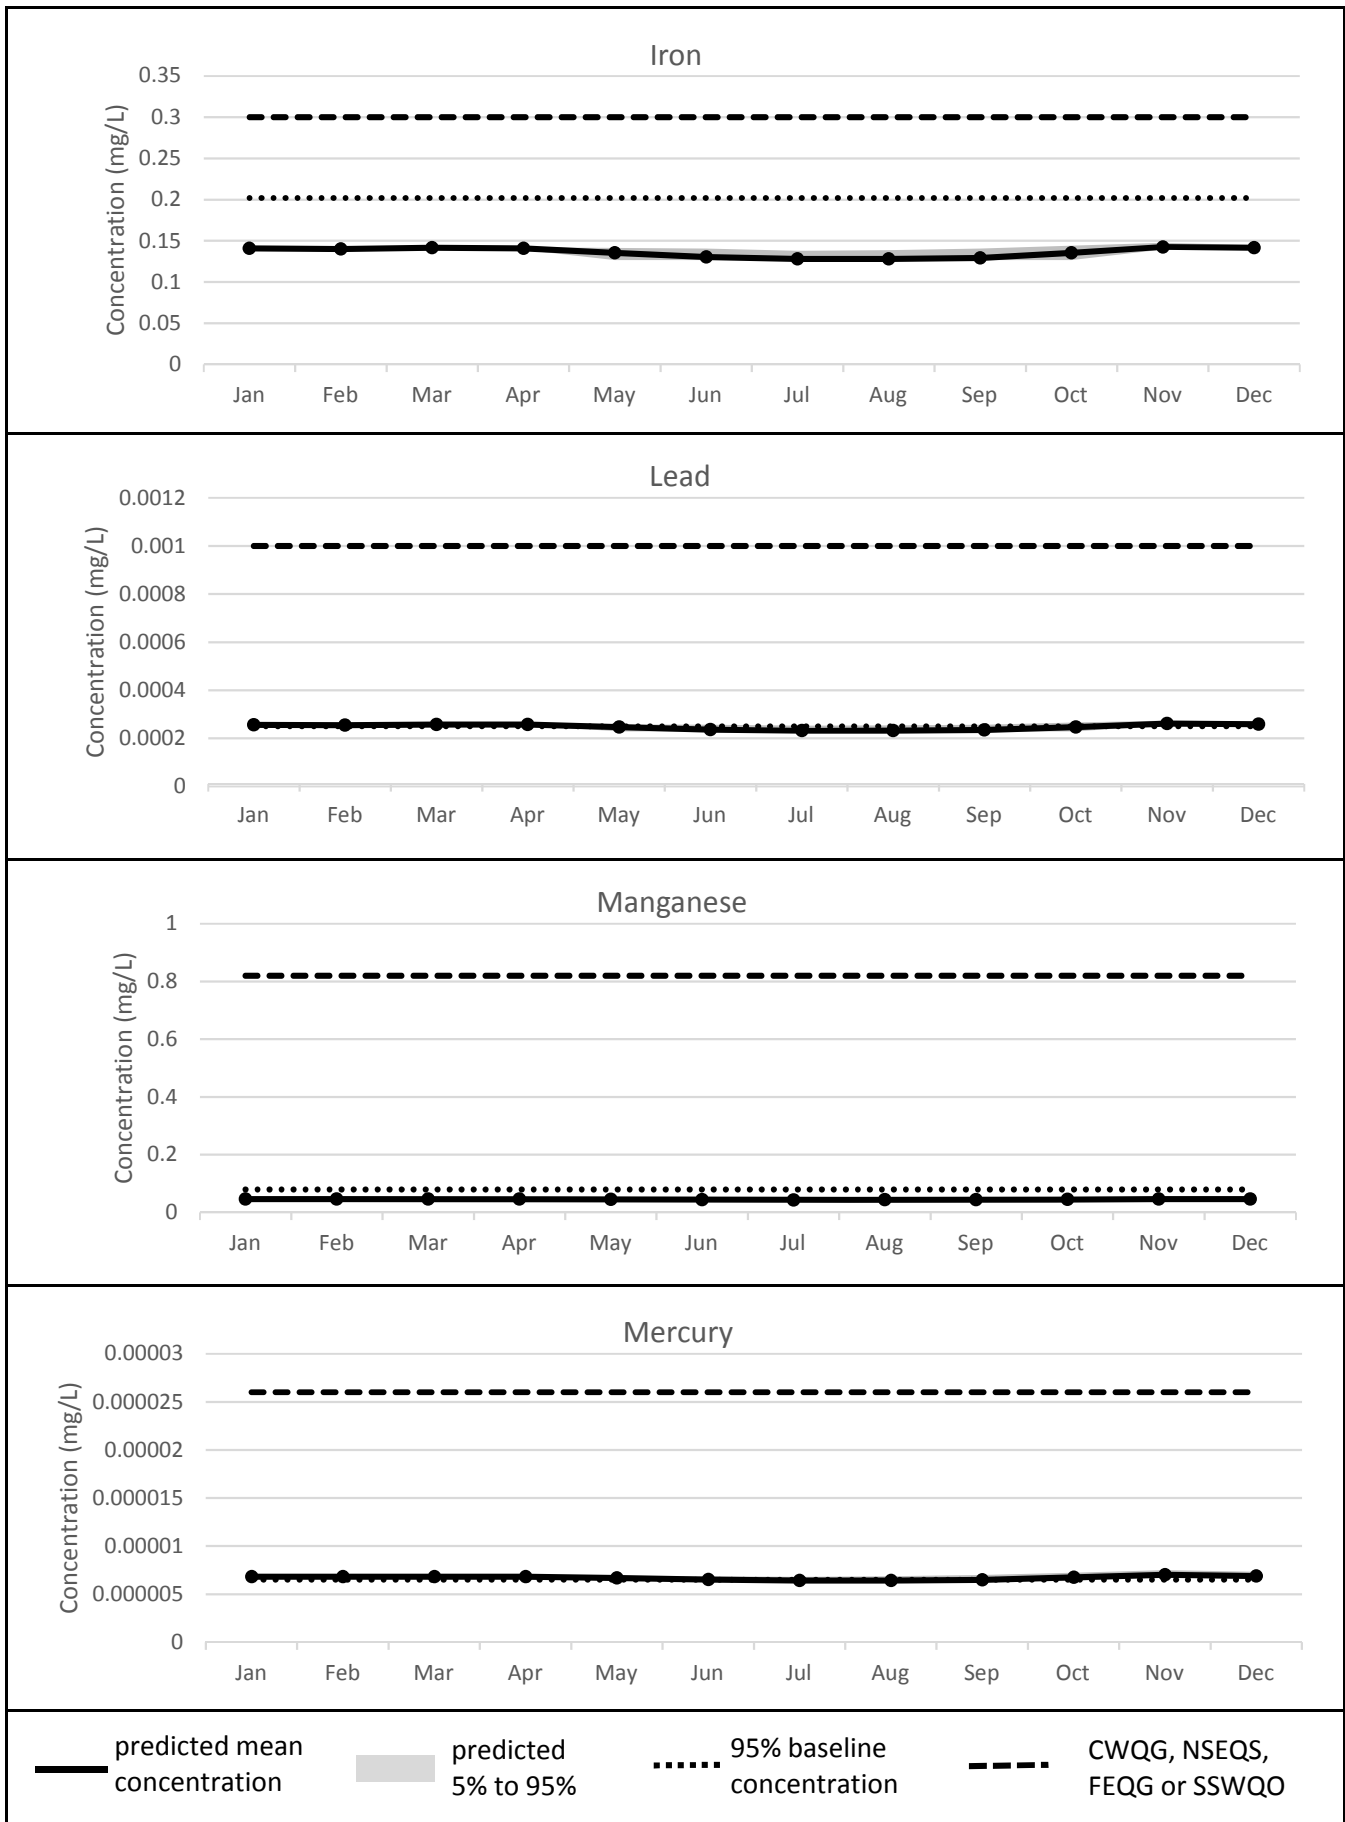 Iron
Concentration (mg/L)
0.35
0.3
0.25
0.2
0.15
0.1
0.05
0
Jan Feb Mar Apr May Jun Jul Aug Sep Oct Nov Dec
Lead
Concentration (mg/L)
0.0012
0.001
0.0008
0.0006
0.0004
0.0002
0
Jan Feb Mar Apr May Jun Jul Aug Sep Oct Nov Dec
Manganese
Concentration (mg/L)
1
0.8
0.6
0.4
0.2
0
Jan Feb Mar Apr May Jun Jul Aug Sep Oct Nov Dec
Mercury
Concentration (mg/L)
0.00003
0.000025
0.00002
0.000015
0.00001
0.000005
0
Jan Feb Mar Apr May Jun Jul Aug Sep Oct Nov Dec
predicted mean
concentration
predicted
5% to 95%
95% baseline
concentration
CWQG, NSEQS,
FEQG or SSWQO